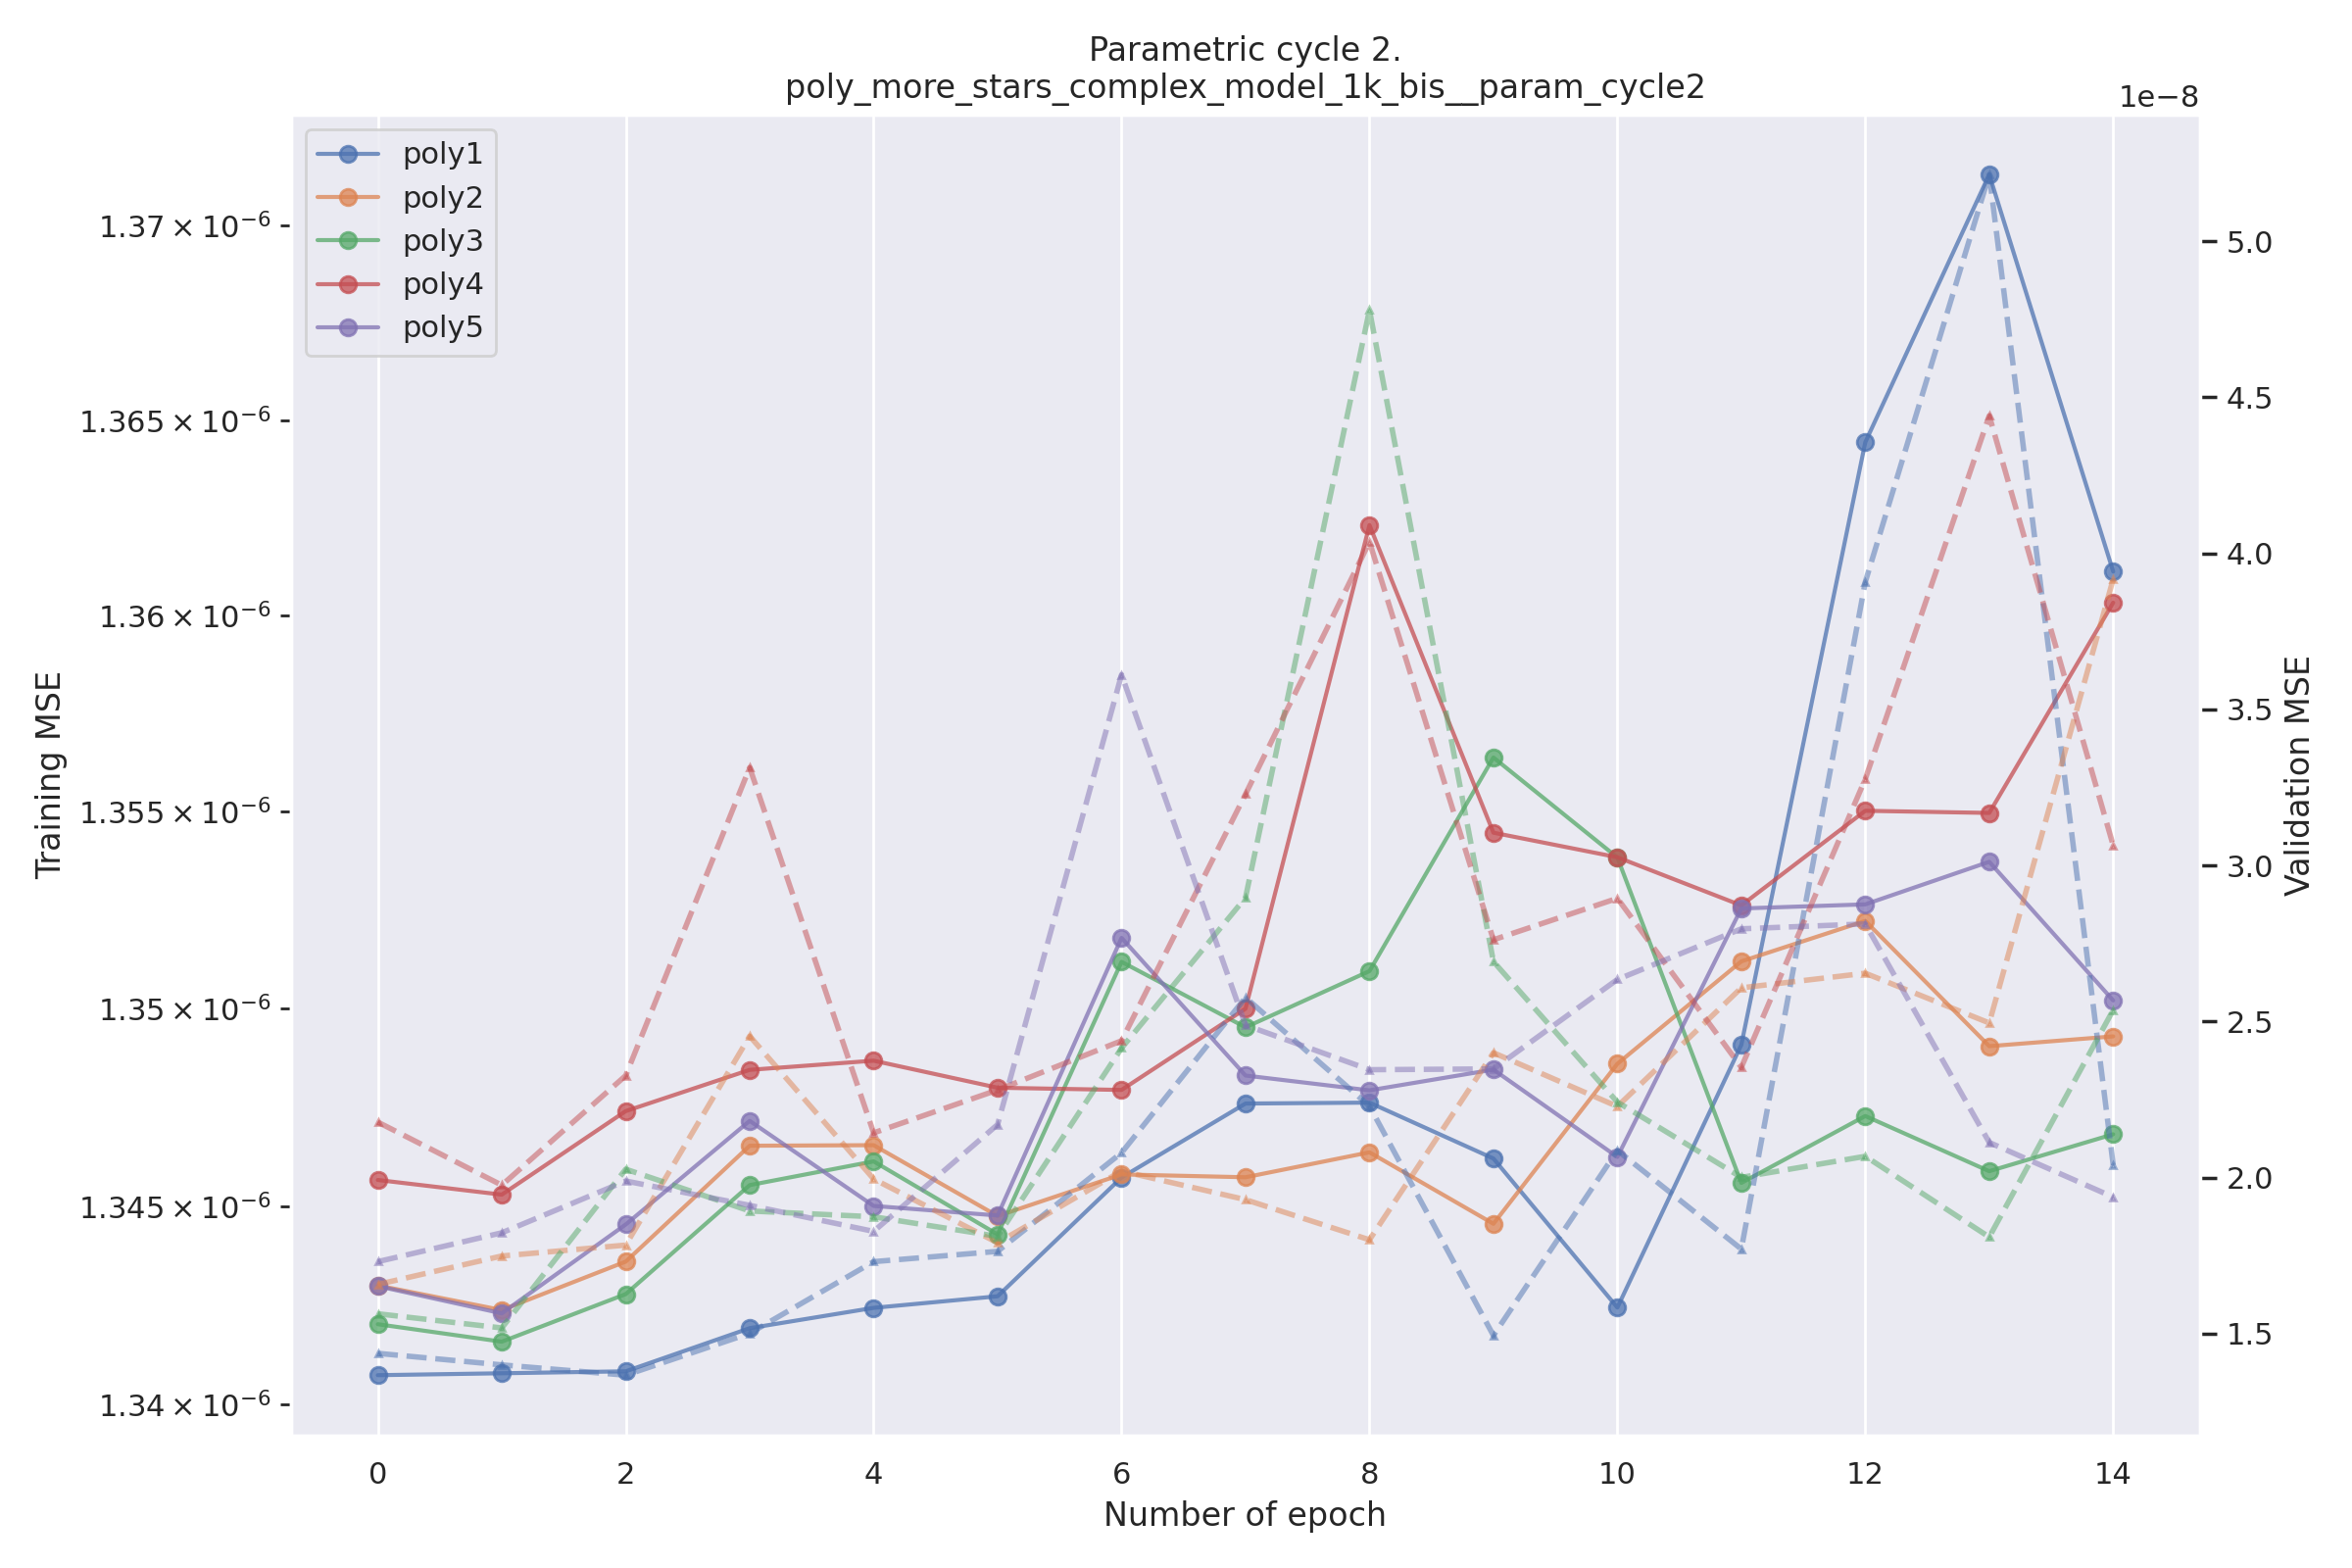 Parametric cycle 2.
poly_more_stars_complex_model_1k_bis__param_cycle2
1e−8
poly1
poly2
poly3
poly4
poly5
1.37 × 10⁻⁶
1.365 × 10⁻⁶
1.36 × 10⁻⁶
1.355 × 10⁻⁶
1.35 × 10⁻⁶
1.345 × 10⁻⁶
1.34 × 10⁻⁶
Training MSE
5.0
4.5
4.0
3.5
3.0
2.5
2.0
1.5
Validation MSE
0 2 4 6 8 10 12 14
Number of epoch